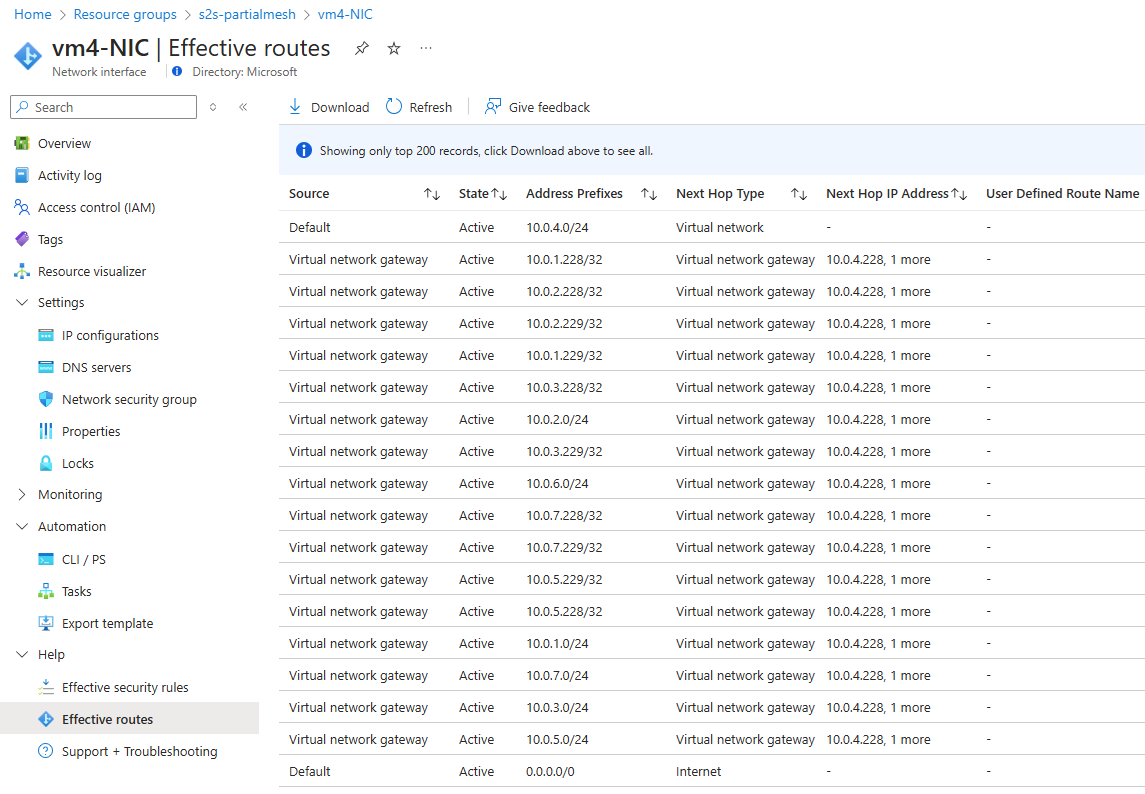 Home > Resource groups > s2s-partialmesh > vm4-NIC
vm4-NIC | Effective routes
Network interface
Directory: Microsoft
Search
Overview
Activity log
Access control (IAM)
Tags
Resource visualizer
Settings
IP configurations
DNS servers
Network security group
Properties
Locks
Monitoring
Automation
CLI / PS
Tasks
Export template
Help
Effective security rules
Effective routes
Support + Troubleshooting
Download Refresh Give feedback
Showing only top 200 records, click Download above to see all.
Source State Address Prefixes Next Hop Type Next Hop IP Address User Defined Route Name
Default Active 10.0.4.0/24 Virtual network - -
Virtual network gateway Active 10.0.1.228/32 Virtual network gateway 10.0.4.228, 1 more -
Virtual network gateway Active 10.0.2.228/32 Virtual network gateway 10.0.4.228, 1 more -
Virtual network gateway Active 10.0.2.229/32 Virtual network gateway 10.0.4.228, 1 more -
Virtual network gateway Active 10.0.1.229/32 Virtual network gateway 10.0.4.228, 1 more -
Virtual network gateway Active 10.0.3.228/32 Virtual network gateway 10.0.4.228, 1 more -
Virtual network gateway Active 10.0.2.0/24 Virtual network gateway 10.0.4.228, 1 more -
Virtual network gateway Active 10.0.3.229/32 Virtual network gateway 10.0.4.228, 1 more -
Virtual network gateway Active 10.0.6.0/24 Virtual network gateway 10.0.4.228, 1 more -
Virtual network gateway Active 10.0.7.228/32 Virtual network gateway 10.0.4.228, 1 more -
Virtual network gateway Active 10.0.7.229/32 Virtual network gateway 10.0.4.228, 1 more -
Virtual network gateway Active 10.0.5.229/32 Virtual network gateway 10.0.4.228, 1 more -
Virtual network gateway Active 10.0.5.228/32 Virtual network gateway 10.0.4.228, 1 more -
Virtual network gateway Active 10.0.1.0/24 Virtual network gateway 10.0.4.228, 1 more -
Virtual network gateway Active 10.0.7.0/24 Virtual network gateway 10.0.4.228, 1 more -
Virtual network gateway Active 10.0.3.0/24 Virtual network gateway 10.0.4.228, 1 more -
Virtual network gateway Active 10.0.5.0/24 Virtual network gateway 10.0.4.228, 1 more -
Default Active 0.0.0.0/0 Internet - -